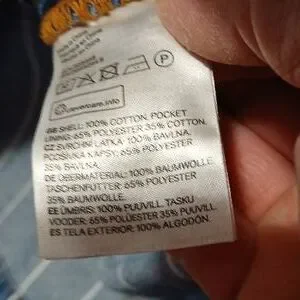 in China
clevercare.info
GB SHELL: 100% COTTON. POCKET
LINING: 65% POLYESTER 35% COTTON.
CZ SVRCHNÍ LÁTKA: 100% BAVLNA.
PODŠÍVKA KAPSY: 65% POLYESTER
35% BAVLNA.
DE OBERMATERIAL: 100% BAUMWOLLE.
TASCHENFUTTER: 65% POLYESTER
35% BAUMWOLLE.
EE ÜMBRIS: 100% PUUVILL. TASKU
VOODER: 65% POLÜESTER 35% PUUVILL.
ES TELA EXTERIOR: 100% ALGODÓN.